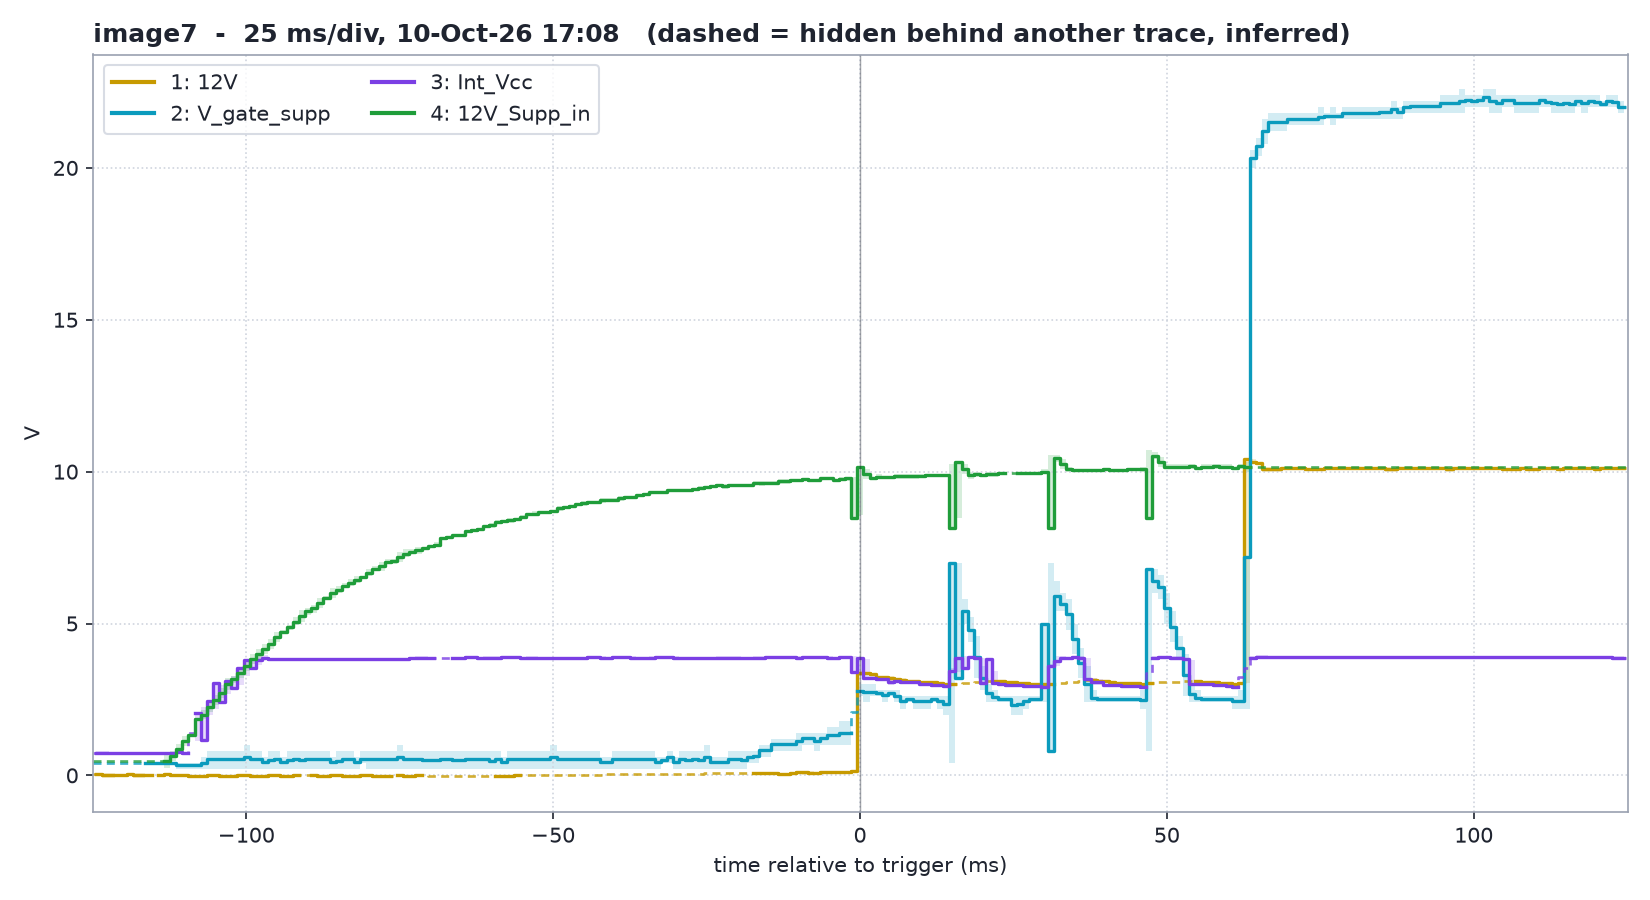 image7  -  25 ms/div, 10-Oct-26 17:08   (dashed = hidden behind another trace, inferred)
1: 12V
2: V_gate_supp
3: Int_Vcc
4: 12V_Supp_in
20
15
10
5
0
V
−100
−50
0
50
100
time relative to trigger (ms)